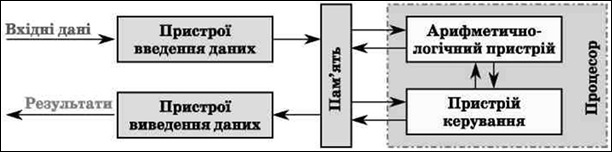 Вхідні дані
Пристрої
введення даних
Пам’ять
Арифметично-
логічний пристрій
Процесор
Результати
Пристрої
виведення даних
Пристрій
керування